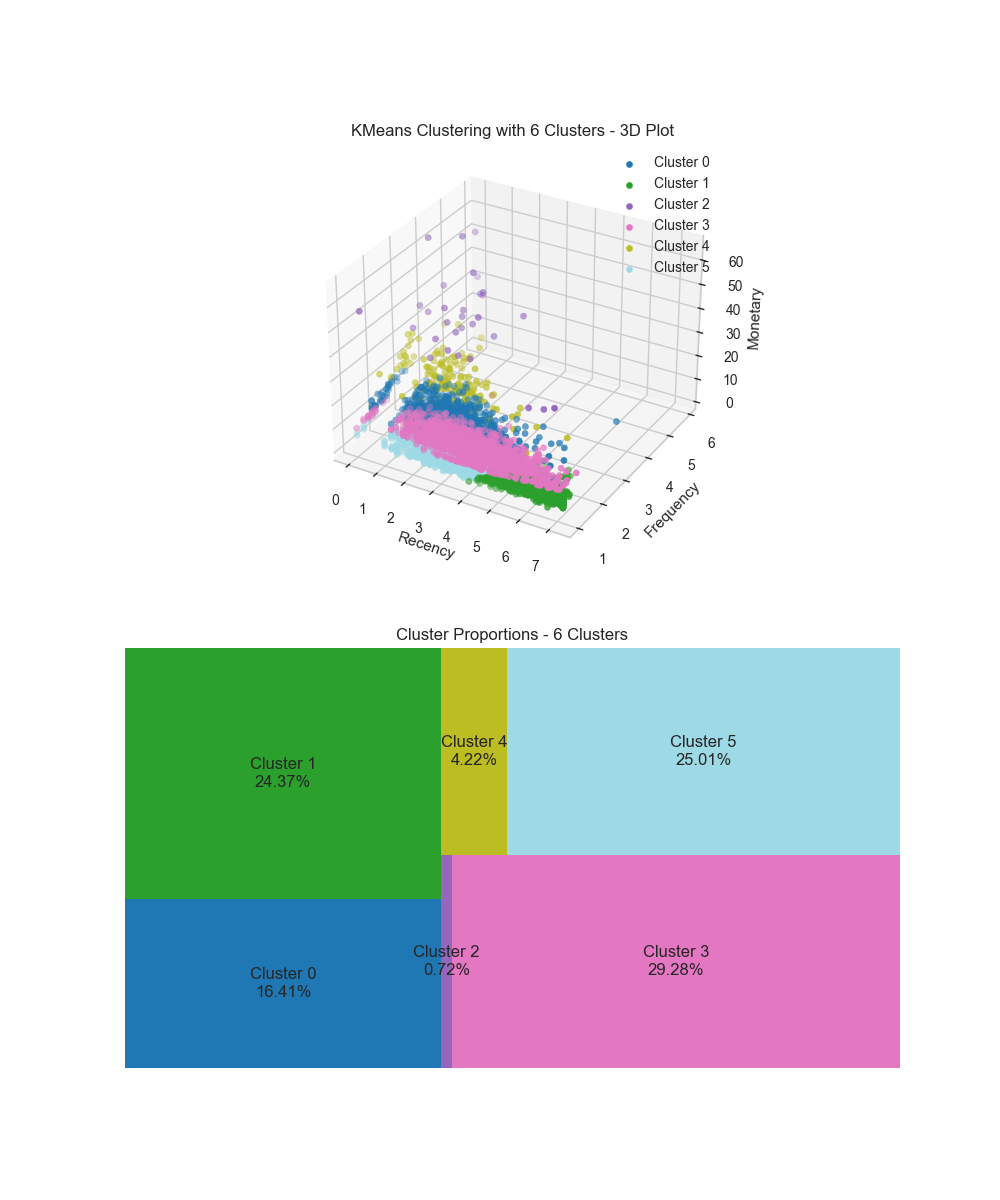 KMeans Clustering with 6 Clusters - 3D Plot
Cluster 0
Cluster 1
Cluster 2
Cluster 3
Cluster 4
Cluster 5
60
50
40
30
20
10
0
Monetary
6
5
4
3
2
1
Frequency
0
1
2
3
4
5
6
7
Recency
Cluster Proportions - 6 Clusters
Cluster 1
24.37%
Cluster 4
4.22%
Cluster 5
25.01%
Cluster 0
16.41%
Cluster 2
0.72%
Cluster 3
29.28%